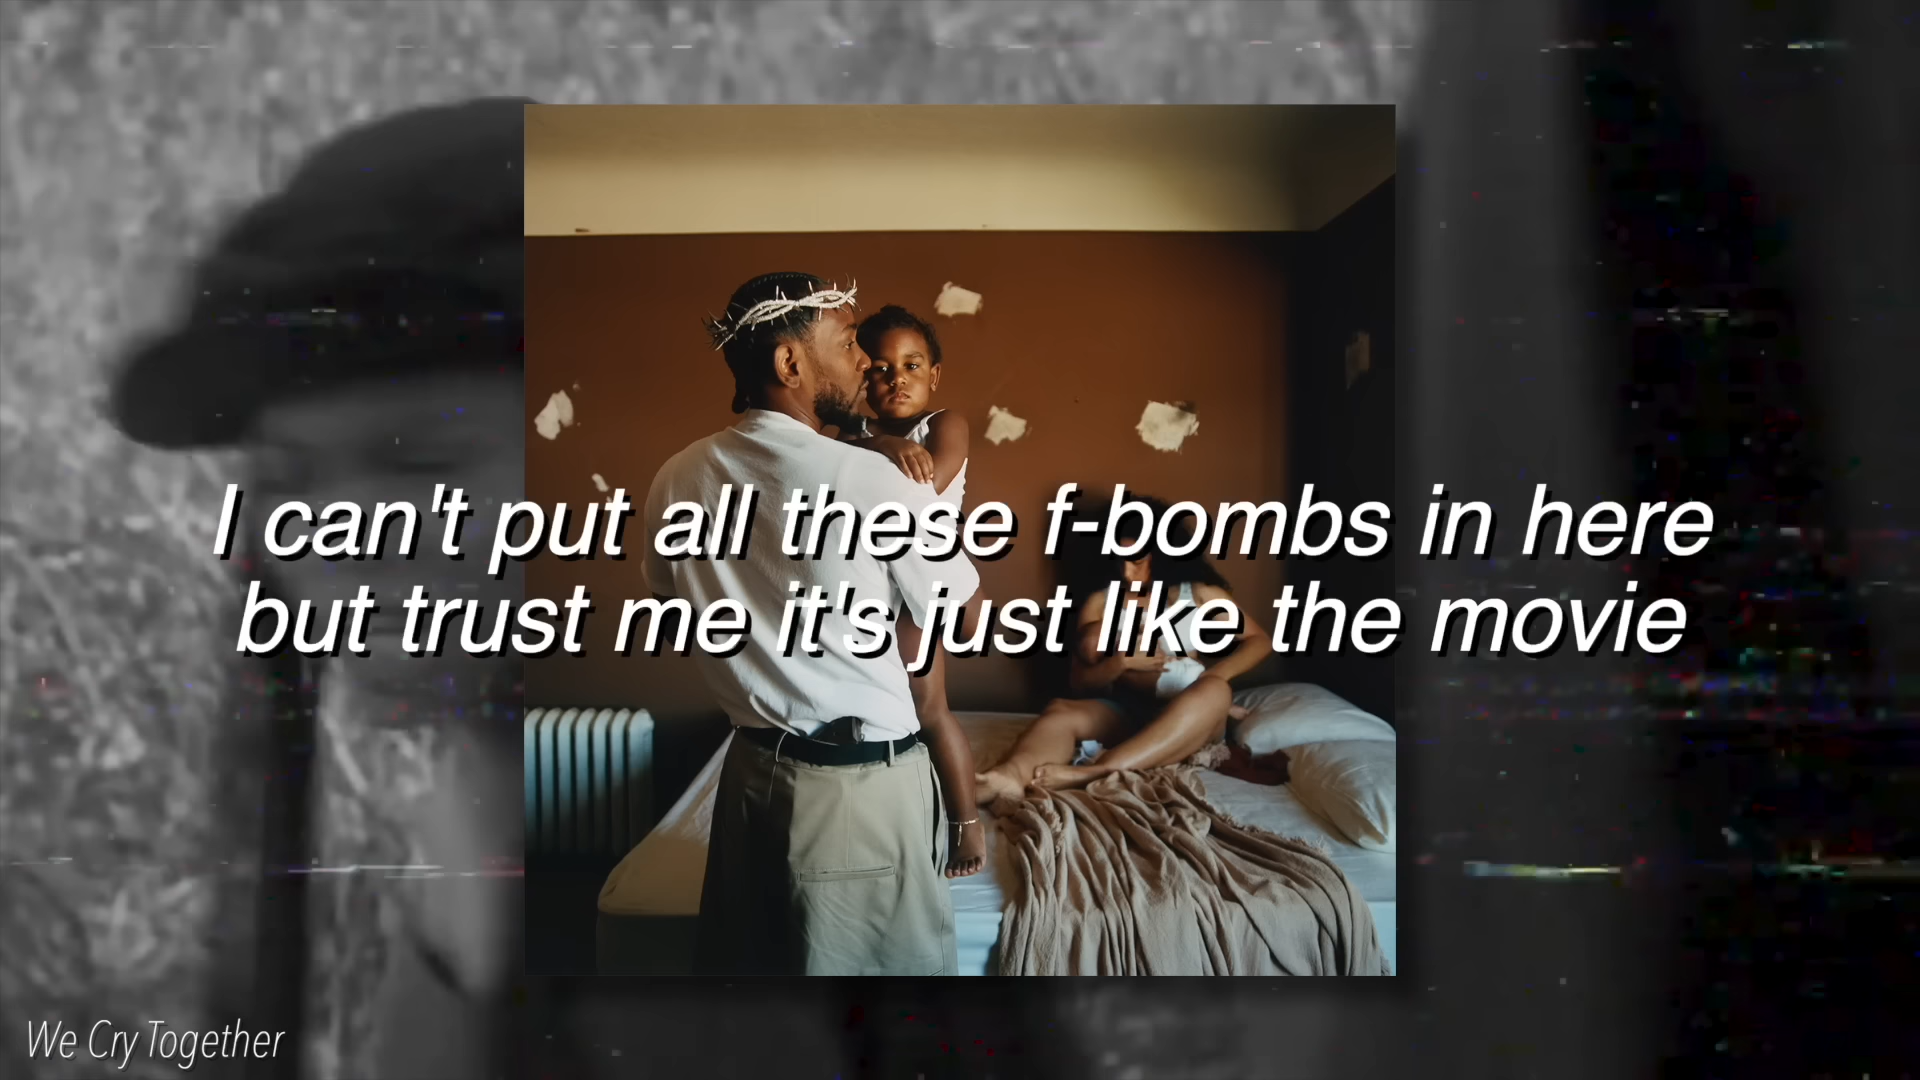 I can't put all these f-bombs in here
but trust me it's just like the movie
We Cry Together